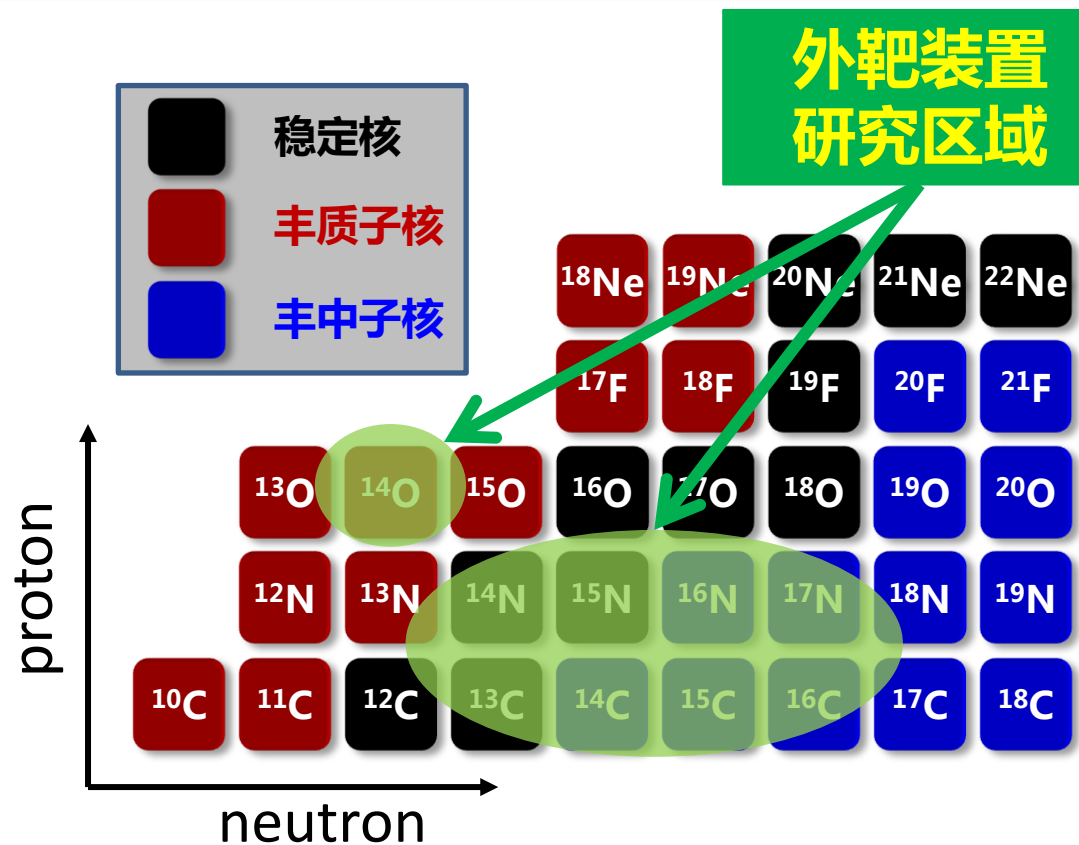 外靶装置
研究区域
稳定核
丰质子核
丰中子核
¹⁸Ne ¹⁹Ne ²⁰Ne ²¹Ne ²²Ne
¹⁷F ¹⁸F ¹⁹F ²⁰F ²¹F
¹³O ¹⁴O ¹⁵O ¹⁶O ¹⁷O ¹⁸O ¹⁹O ²⁰O
¹²N ¹³N ¹⁴N ¹⁵N ¹⁶N ¹⁷N ¹⁸N ¹⁹N
¹⁰C ¹¹C ¹²C ¹³C ¹⁴C ¹⁵C ¹⁶C ¹⁷C ¹⁸C
proton
neutron